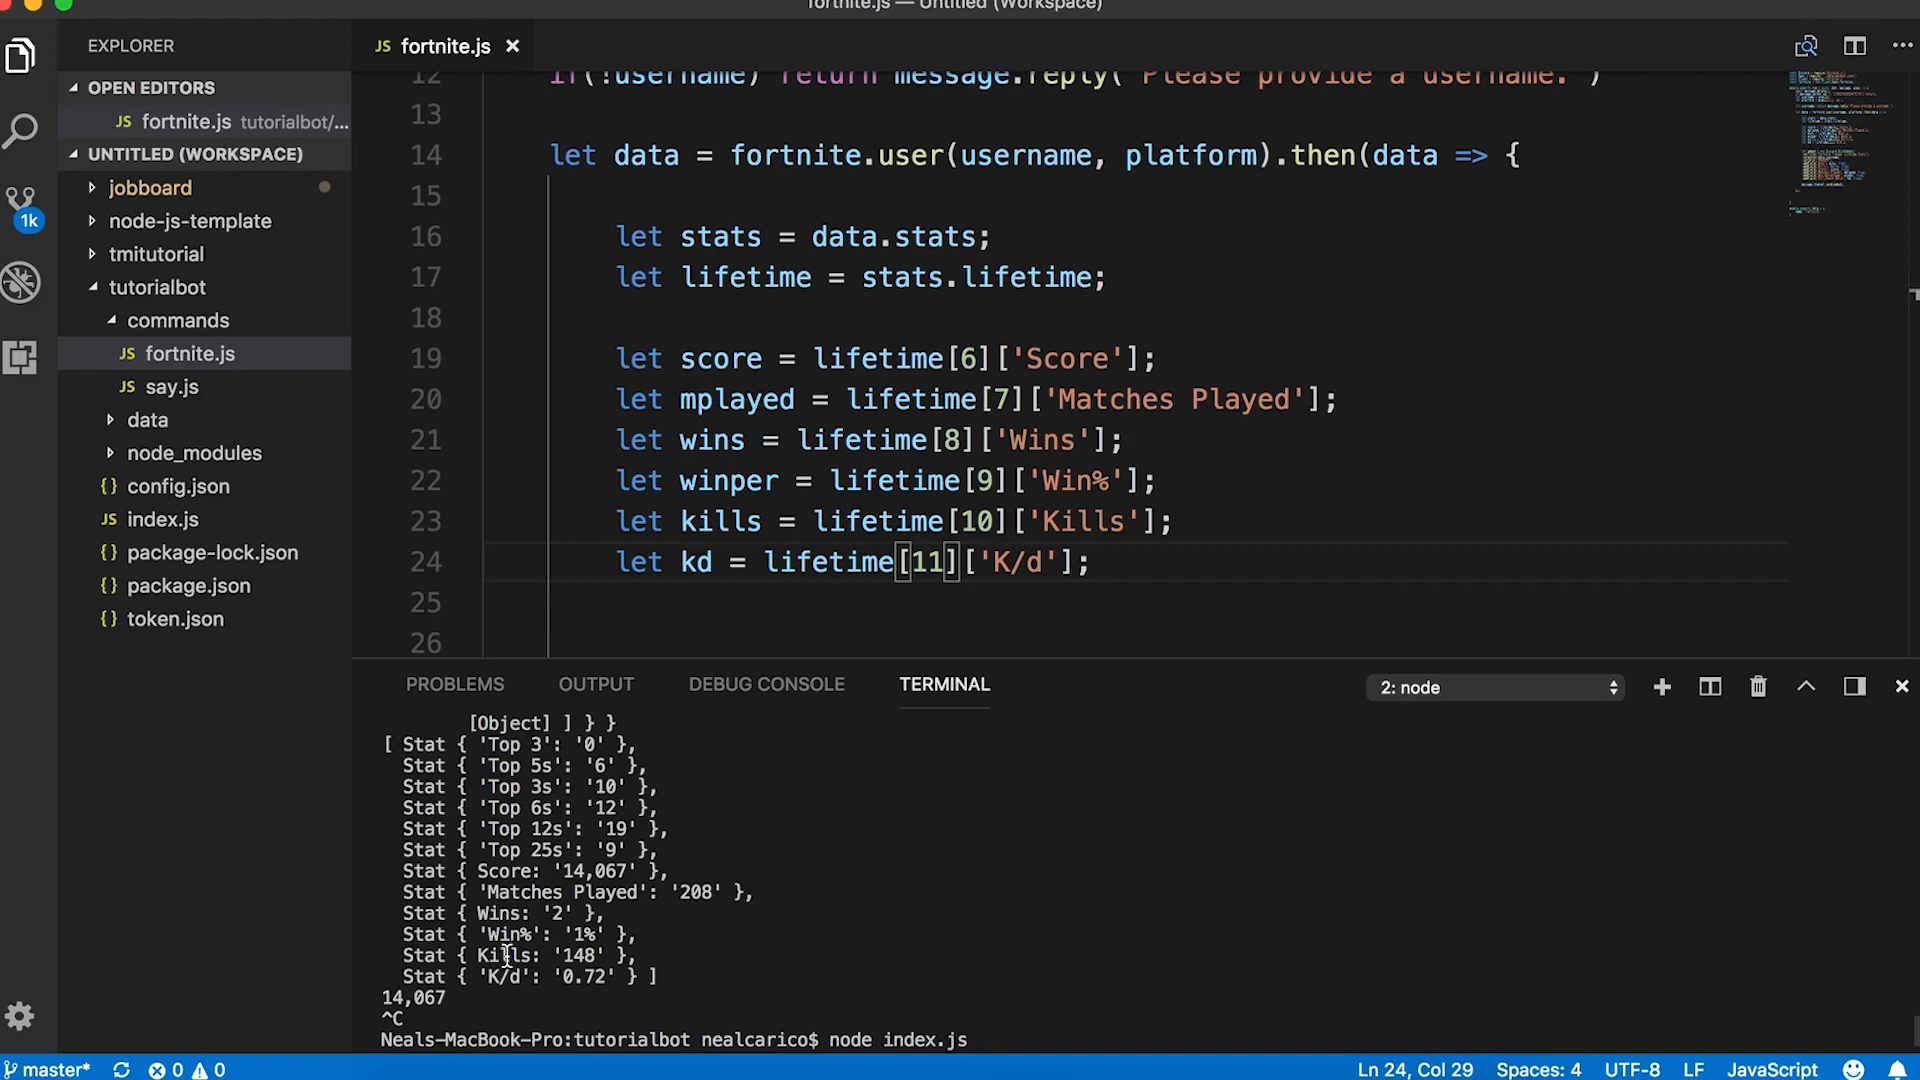 fortnite.js — Untitled (Workspace)
EXPLORER
OPEN EDITORS
JS fortnite.js tutorialbot/...
UNTITLED (WORKSPACE)
jobboard
node-js-template
tmitutorial
tutorialbot
commands
JS fortnite.js
JS say.js
data
node_modules
{} config.json
JS index.js
{} package-lock.json
{} package.json
{} token.json
1k
JS fortnite.js ×
12 if(!username) return message.reply("Please provide a username.")
13
14 let data = fortnite.user(username, platform).then(data => {
15
16 let stats = data.stats;
17 let lifetime = stats.lifetime;
18
19 let score = lifetime[6]['Score'];
20 let mplayed = lifetime[7]['Matches Played'];
21 let wins = lifetime[8]['Wins'];
22 let winper = lifetime[9]['Win%'];
23 let kills = lifetime[10]['Kills'];
24 let kd = lifetime[11]['K/d'];
25
26
PROBLEMS OUTPUT DEBUG CONSOLE TERMINAL 2: node
[Object] ] } }
[ Stat { 'Top 3': '0' },
Stat { 'Top 5s': '6' },
Stat { 'Top 3s': '10' },
Stat { 'Top 6s': '12' },
Stat { 'Top 12s': '19' },
Stat { 'Top 25s': '9' },
Stat { Score: '14,067' },
Stat { 'Matches Played': '208' },
Stat { Wins: '2' },
Stat { 'Win%': '1%' },
Stat { Kills: '148' },
Stat { 'K/d': '0.72' } ]
14,067
^C
Neals-MacBook-Pro:tutorialbot nealcarico$ node index.js
master* 0 0 Ln 24, Col 29 Spaces: 4 UTF-8 LF JavaScript